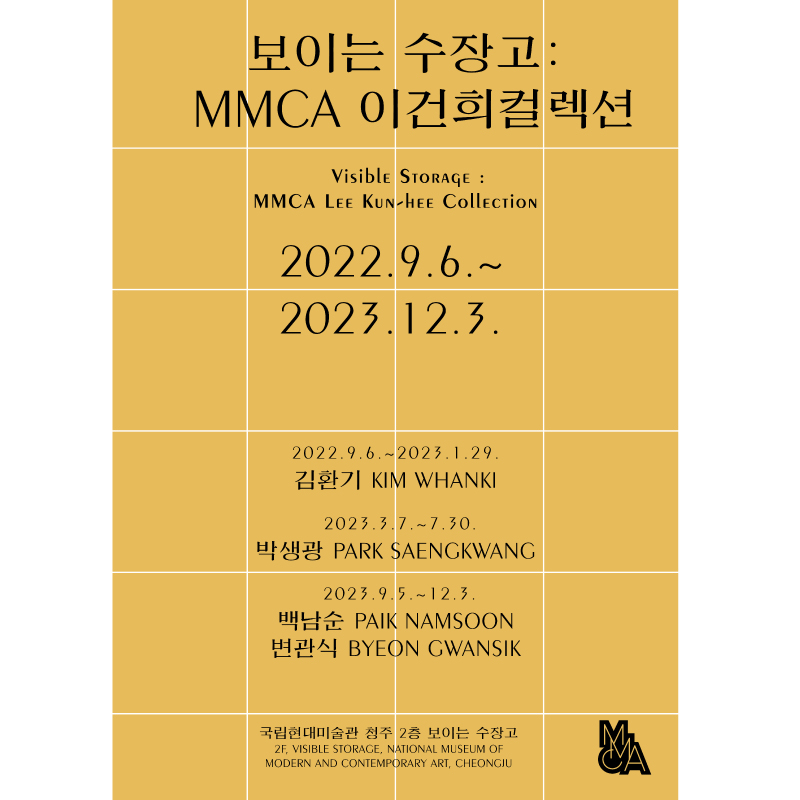 보이는 수장고:
MMCA 이건희컬렉션
Visible Storage :
MMCA Lee Kun-hee Collection
2022.9.6.~
2023.12.3.
2022.9.6.~2023.1.29.
김환기 KIM WHANKI
2023.3.7.~7.30.
박생광 PARK SAENGKWANG
2023.9.5.~12.3.
백남순 PAIK NAMSOON
변관식 BYEON GWANSIK
국립현대미술관 청주 2층 보이는 수장고
2F, VISIBLE STORAGE, NATIONAL MUSEUM OF
MODERN AND CONTEMPORARY ART, CHEONGJU
MMCA